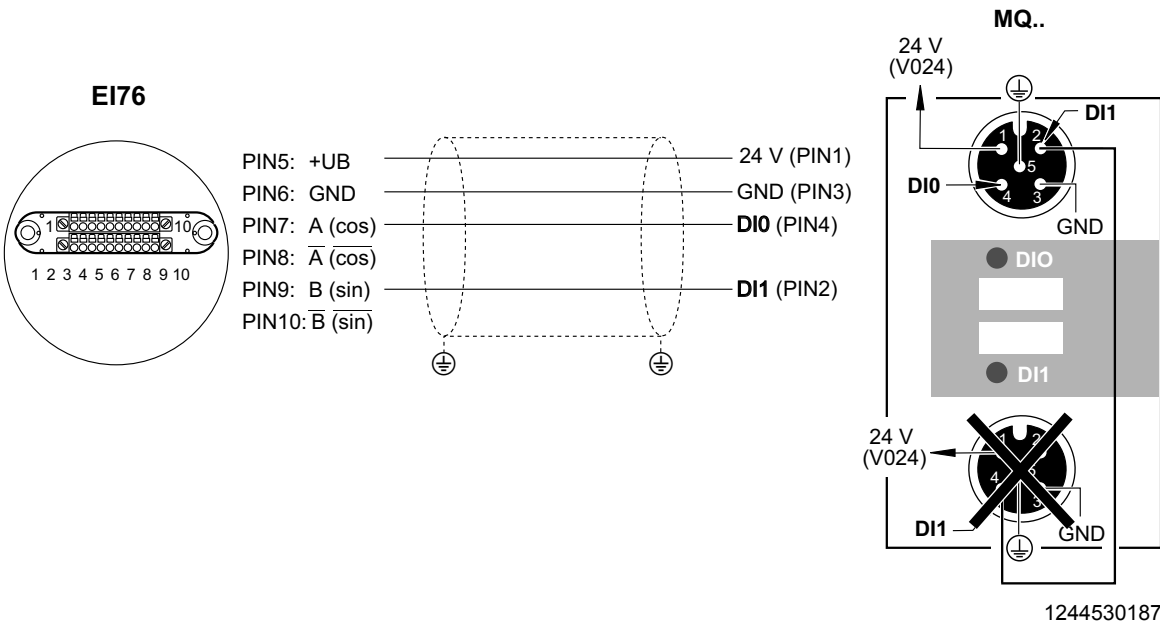 MQ..
24 V
(V024)
EI76
1 2 DI1
5
DI0
4 3
GND
PIN5: +UB 24 V (PIN1)
PIN6: GND GND (PIN3)
PIN7: A (cos) DI0 (PIN4)
PIN8: A̅ (cos)̅
PIN9: B (sin) DI1 (PIN2)
PIN10: B̅ (sin)̅
1 10
1 2 3 4 5 6 7 8 9 10
DIO
DI1
24 V
(V024)
1 2
4
3
DI1
GND
1244530187